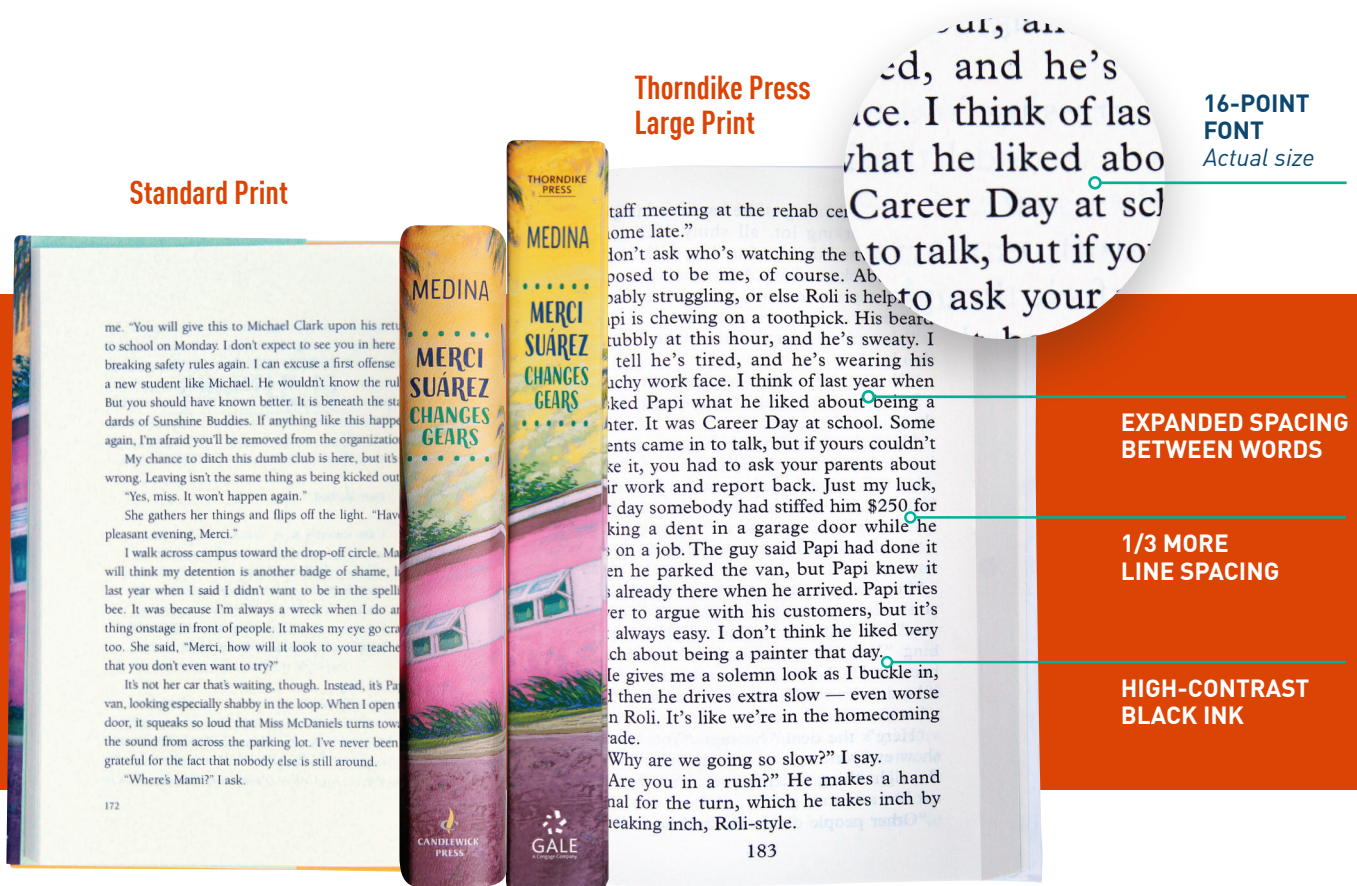 Standard Print
me. “You will give this to Michael Clark upon his
to school on Monday. I don’t expect to see you in here
breaking safety rules again. I can excuse a first offense
a new student like Michael. He wouldn’t know the
But you should have known better. It is beneath the
dards of Sunshine Buddies. If anything like this
again, I’m afraid you’ll be removed from the
My chance to ditch this dumb club is here, but it’s
wrong. Leaving isn’t the same thing as being kicked out
“Yes, miss. It won’t happen again.”
She gathers her things and flips off the light. “Have
pleasant evening, Merci.”
I walk across campus toward the drop-off circle.
will think my detention is another badge of shame,
last year when I said I didn’t want to be in the
bee. It was because I’m always a wreck when I do
thing onstage in front of people. It makes my eye go
too. She said, “Merci, how will it look to your
that you don’t even want to try?”
It’s not her car that’s waiting, though. Instead, it’s
van, looking especially shabby in the loop. When I open
door, it squeaks so loud that Miss McDaniels turns
the sound from across the parking lot. I’ve never been
grateful for the fact that nobody else is still around.
“Where’s Mami?” I ask.
172
MEDINA
MERCI
SUÁREZ
CHANGES
GEARS
CANDLEWICK
PRESS
THORNDIKE
PRESS
MEDINA
MERCI
SUÁREZ
CHANGES
GEARS
GALE
A Cengage Company
Thorndike Press
Large Print
taff meeting at the rehab
ome late.”
don’t ask who’s watching the
posed to be me, of course.
bably struggling, or else Roli is
pi is chewing on a toothpick. His beard
tubbly at this hour, and he’s sweaty. I
tell he’s tired, and he’s wearing his
uchy work face. I think of last year when
sked Papi what he liked about being a
nter. It was Career Day at school. Some
ents came in to talk, but if yours couldn’t
ke it, you had to ask your parents about
ir work and report back. Just my luck,
t day somebody had stiffed him $250 for
king a dent in a garage door while he
s on a job. The guy said Papi had done it
en he parked the van, but Papi knew it
s already there when he arrived. Papi tries
er to argue with his customers, but it’s
always easy. I don’t think he liked very
ch about being a painter that day.
He gives me a solemn look as I buckle in,
d then he drives extra slow — even worse
n Roli. It’s like we’re in the homecoming
rade.
“Why are we going so slow?” I say.
“Are you in a rush?” He makes a hand
nal for the turn, which he takes inch by
ueaking inch, Roli-style.
183
ed, and he’s
ace. I think of las
what he liked abo
Career Day at sch
to talk, but if you
to ask your
16-POINT
FONT
Actual size
EXPANDED SPACING
BETWEEN WORDS
1/3 MORE
LINE SPACING
HIGH-CONTRAST
BLACK INK